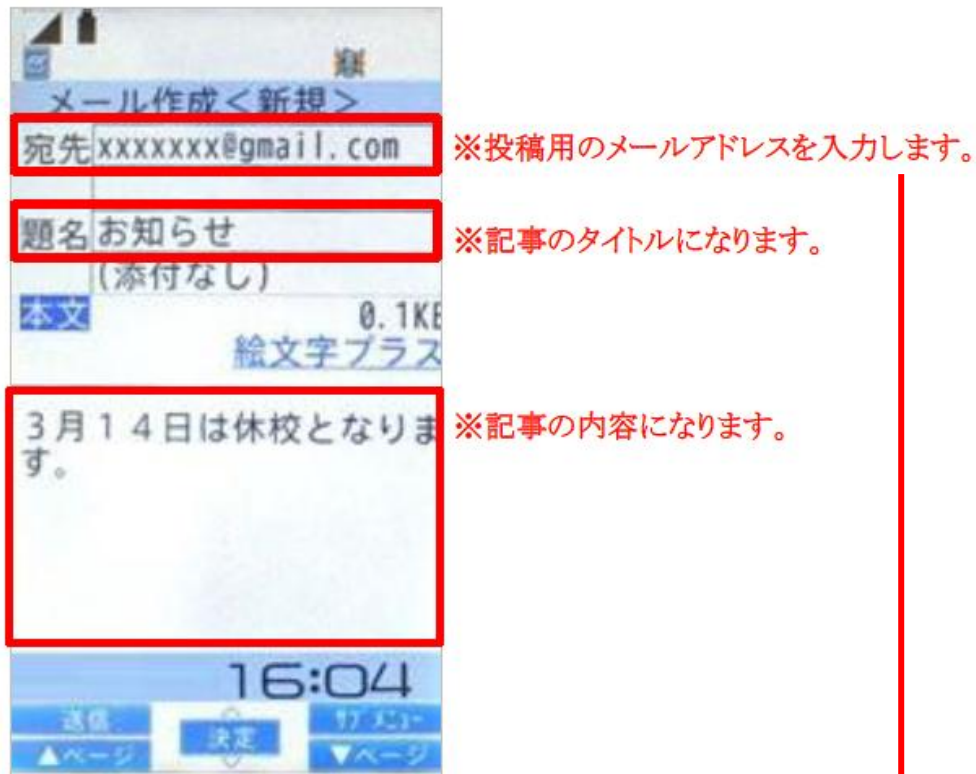 メール作成<新規>
宛先 xxxxxxx@gmail.com ※投稿用のメールアドレスを入力します。
題名 お知らせ ※記事のタイトルになります。
(添付なし)
本文 0.1KB
絵文字プラス
3月14日は休校となりま ※記事の内容になります。
す。
16:04
送信 決定 サブメニュー
▲ページ ▼ページ